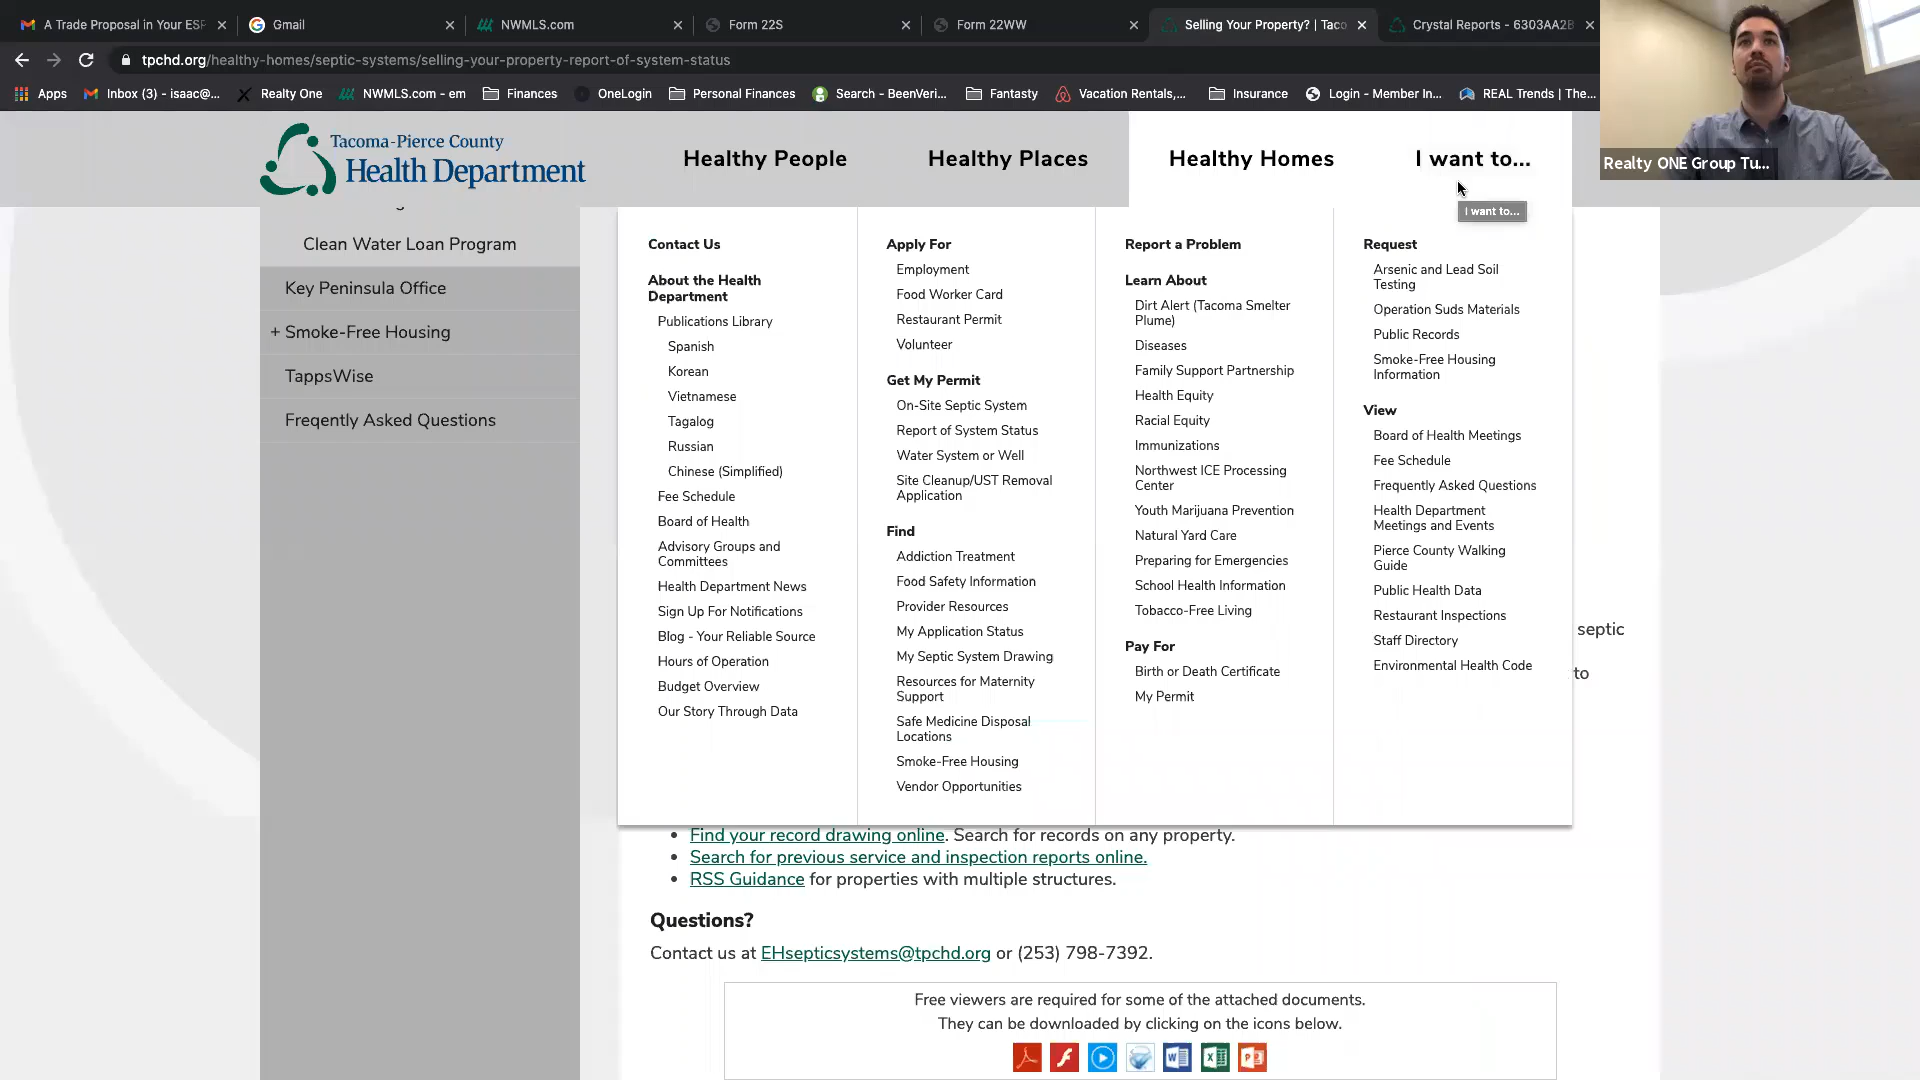 A Trade Proposal in Your ESP
Gmail
NWMLS.com
Form 22S
Form 22WW
Selling Your Property? | Taco
Crystal Reports - 6303AA2B
tpchd.org/healthy-homes/septic-systems/selling-your-property-report-of-system-status
Apps
Inbox (3) - isaac@...
Realty One
NWMLS.com - em
Finances
OneLogin
Personal Finances
Search - BeenVeri...
Fantasty
Vacation Rentals,...
Insurance
Login - Member In...
REAL Trends | The...
Realty ONE Group Tu...
Tacoma-Pierce County
Health Department
Healthy People
Healthy Places
Healthy Homes
I want to...
I want to...
Clean Water Loan Program
Key Peninsula Office
+ Smoke-Free Housing
TappsWise
Freqently Asked Questions
Contact Us
About the Health
Department
Publications Library
Spanish
Korean
Vietnamese
Tagalog
Russian
Chinese (Simplified)
Fee Schedule
Board of Health
Advisory Groups and
Committees
Health Department News
Sign Up For Notifications
Blog - Your Reliable Source
Hours of Operation
Budget Overview
Our Story Through Data
Apply For
Employment
Food Worker Card
Restaurant Permit
Volunteer
Get My Permit
On-Site Septic System
Report of System Status
Water System or Well
Site Cleanup/UST Removal
Application
Find
Addiction Treatment
Food Safety Information
Provider Resources
My Application Status
My Septic System Drawing
Resources for Maternity
Support
Safe Medicine Disposal
Locations
Smoke-Free Housing
Vendor Opportunities
Report a Problem
Learn About
Dirt Alert (Tacoma Smelter
Plume)
Diseases
Family Support Partnership
Health Equity
Racial Equity
Immunizations
Northwest ICE Processing
Center
Youth Marijuana Prevention
Natural Yard Care
Preparing for Emergencies
School Health Information
Tobacco-Free Living
Pay For
Birth or Death Certificate
My Permit
Request
Arsenic and Lead Soil
Testing
Operation Suds Materials
Public Records
Smoke-Free Housing
Information
View
Board of Health Meetings
Fee Schedule
Frequently Asked Questions
Health Department
Meetings and Events
Pierce County Walking
Guide
Public Health Data
Restaurant Inspections
Staff Directory
Environmental Health Code
septic
to
Find your record drawing online. Search for records on any property.
Search for previous service and inspection reports online.
RSS Guidance for properties with multiple structures.
Questions?
Contact us at EHsepticsystems@tpchd.org or (253) 798-7392.
Free viewers are required for some of the attached documents.
They can be downloaded by clicking on the icons below.